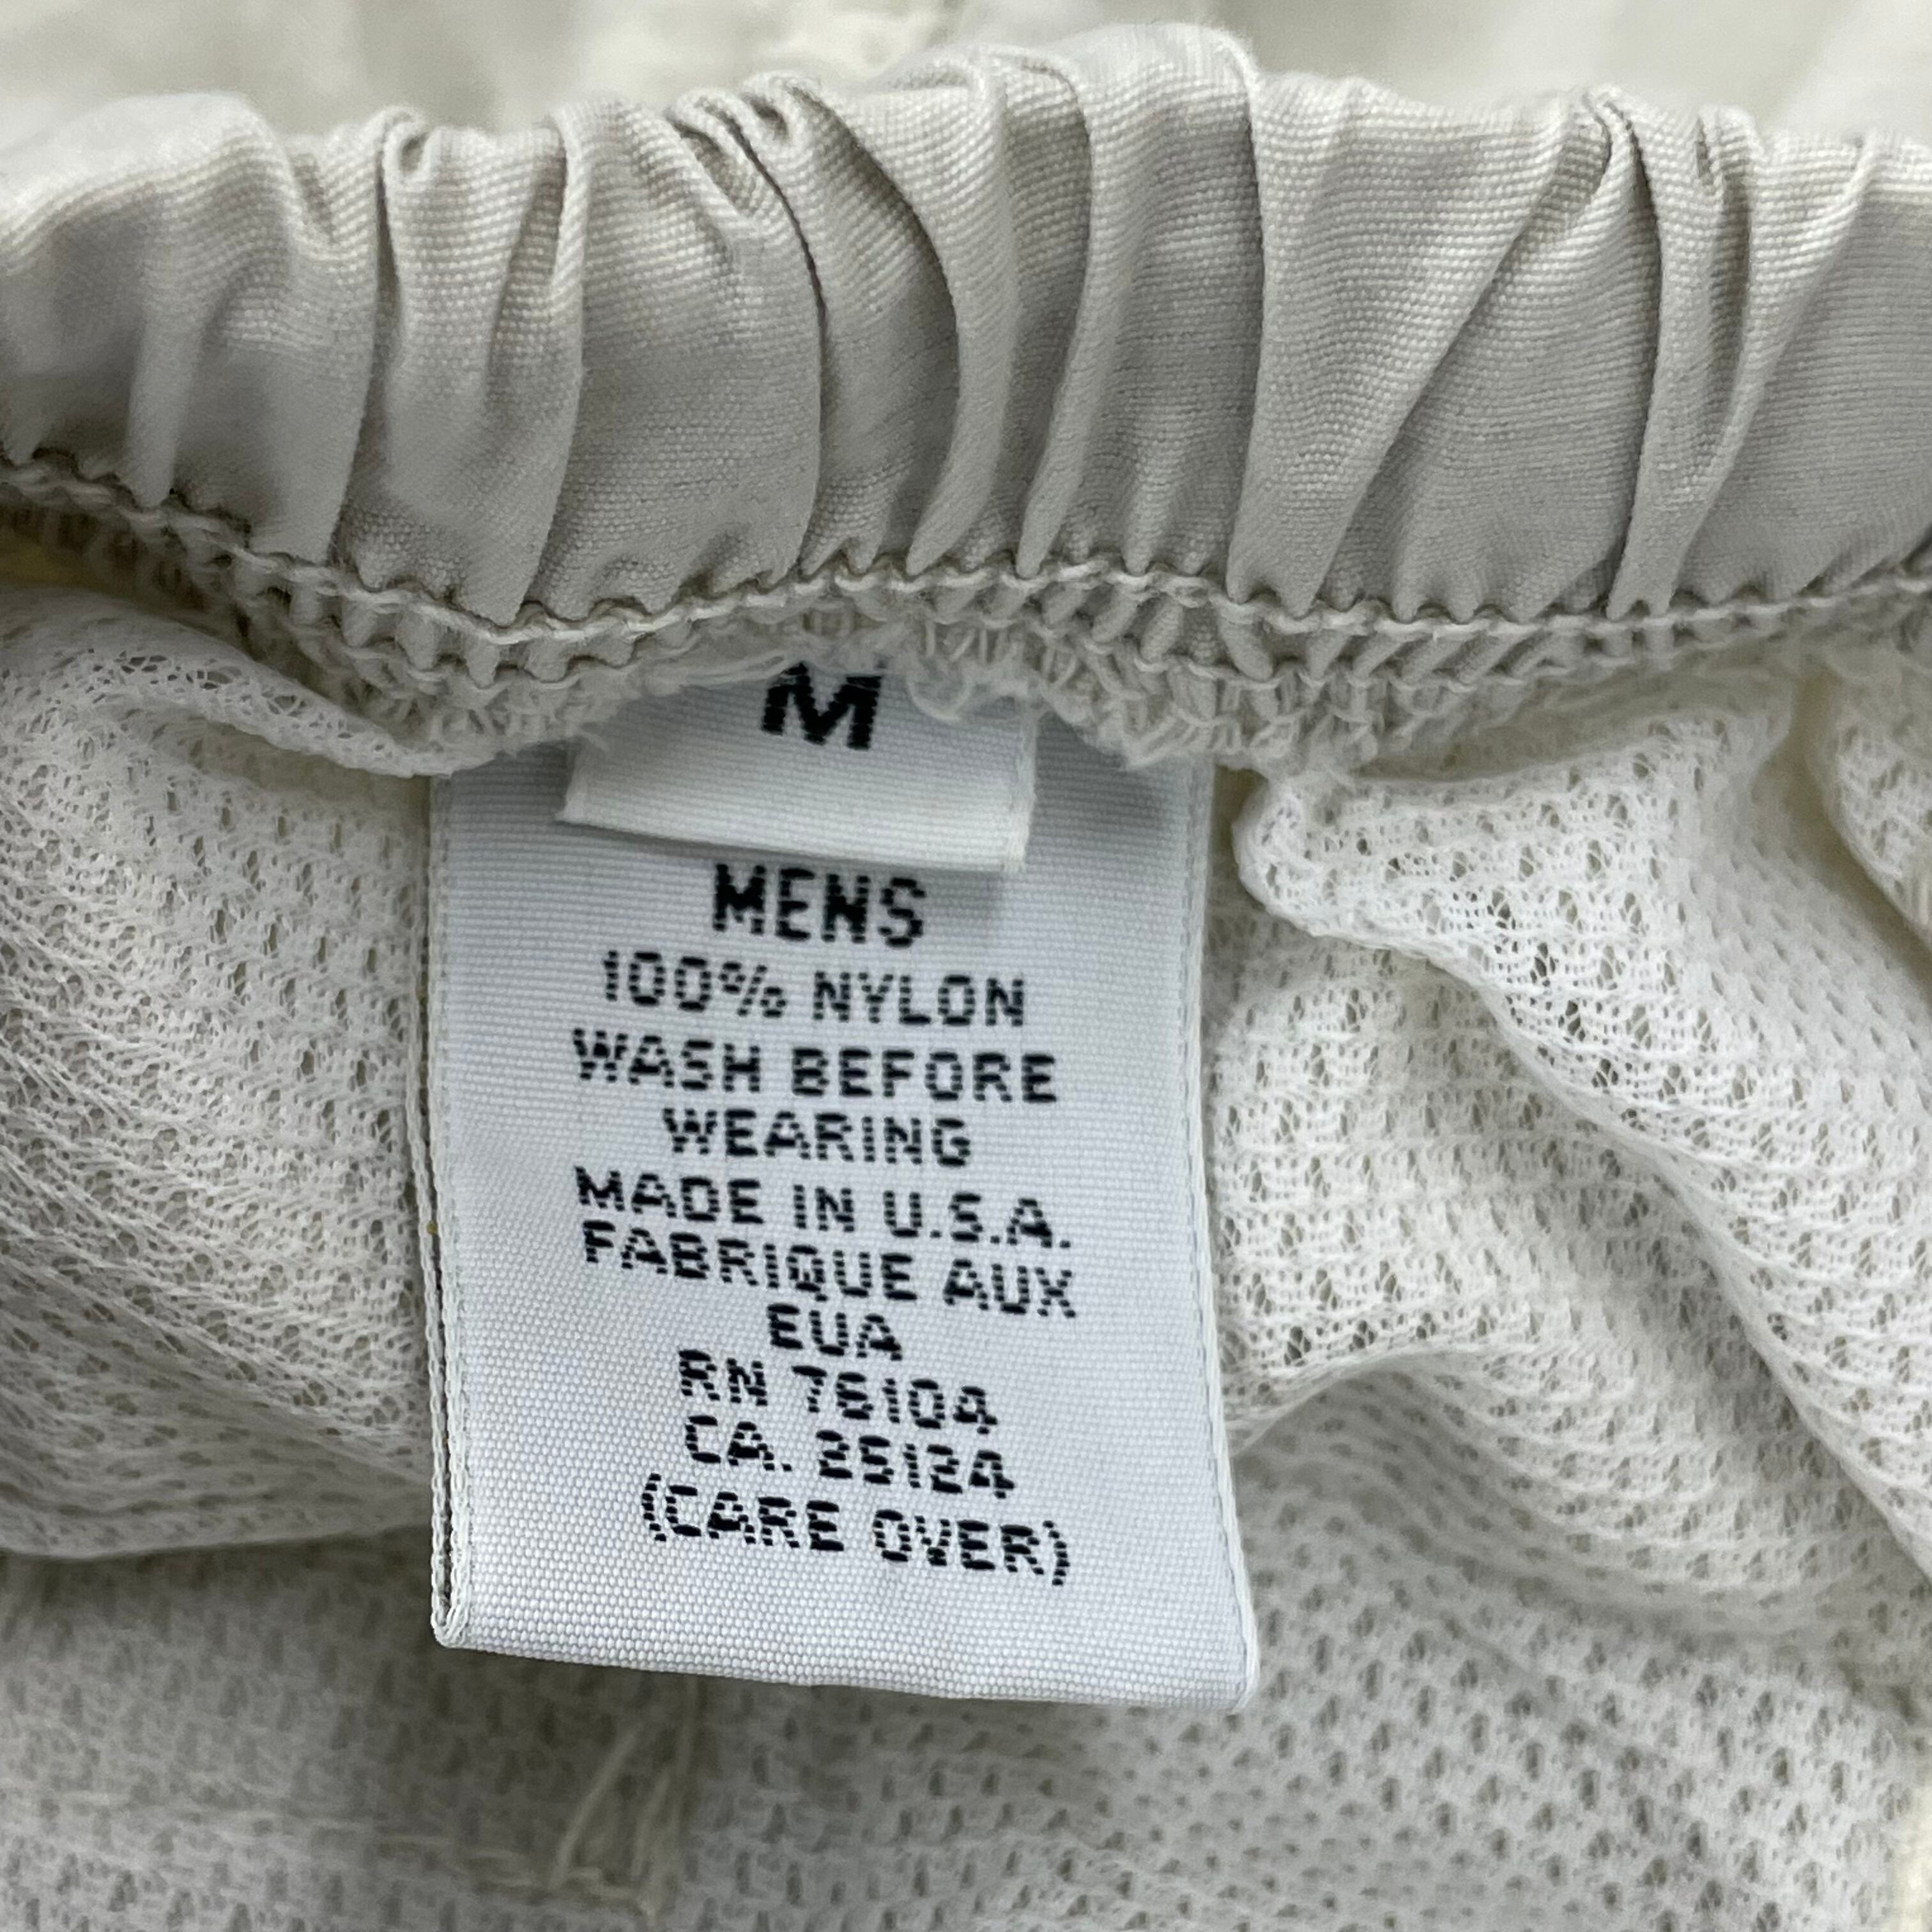 M
MENS
100% NYLON
WASH BEFORE
WEARING
MADE IN U.S.A.
FABRIQUE AUX
EUA
RN 76104
CA. 25124
(CARE OVER)